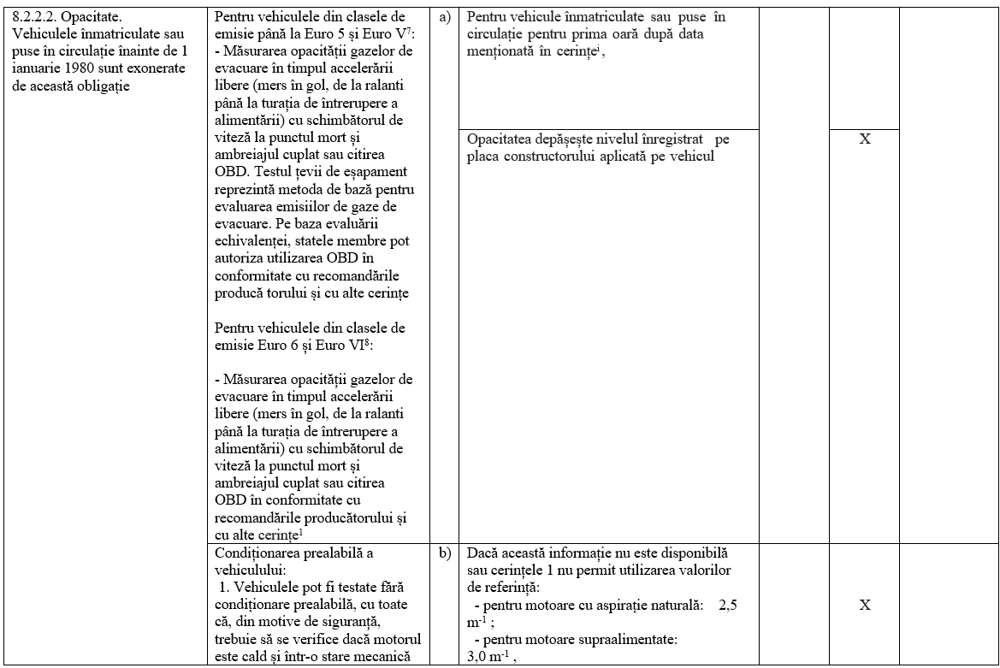 8.2.2.2. Opacitate.
Vehiculele înmatriculate sau
puse în circulație înainte de 1
ianuarie 1980 sunt exonerate
de această obligație
Pentru vehiculele din clasele de
emisie până la Euro 5 și Euro V⁷:
- Măsurarea opacității gazelor de
evacuare în timpul accelerării
libere (mers în gol, de la ralanti
până la turația de întrerupere a
alimentării) cu schimbătorul de
viteză la punctul mort și
ambreiajul cuplat sau citirea
OBD. Testul țevii de eșapament
reprezintă metoda de bază pentru
evaluarea emisiilor de gaze de
evacuare. Pe baza evaluării
echivalenței, statele membre pot
autoriza utilizarea OBD în
conformitate cu recomandările
producă torului și cu alte cerințe
Pentru vehiculele din clasele de
emisie Euro 6 și Euro VI⁸:
- Măsurarea opacității gazelor de
evacuare în timpul accelerării
libere (mers în gol, de la ralanti
până la turația de întrerupere a
alimentării) cu schimbătorul de
viteză la punctul mort și
ambreiajul cuplat sau citirea
OBD în conformitate cu
recomandările producătorului și
cu alte cerințe¹
a)
Pentru vehicule înmatriculate sau puse în
circulație pentru prima oară după data
menționată în cerințeⁱ,
Opacitatea depășește nivelul înregistrat pe
placa constructorului aplicată pe vehicul
X
Condiționarea prealabilă a
vehiculului:
1. Vehiculele pot fi testate fără
condiționare prealabilă, cu toate
că, din motive de siguranță,
trebuie să se verifice dacă motorul
este cald și într-o stare mecanică
b)
Dacă această informație nu este disponibilă
sau cerințele 1 nu permit utilizarea valorilor
de referință:
- pentru motoare cu aspirație naturală: 2,5
m⁻¹ ;
- pentru motoare supraalimentate:
3,0 m⁻¹ ,
X